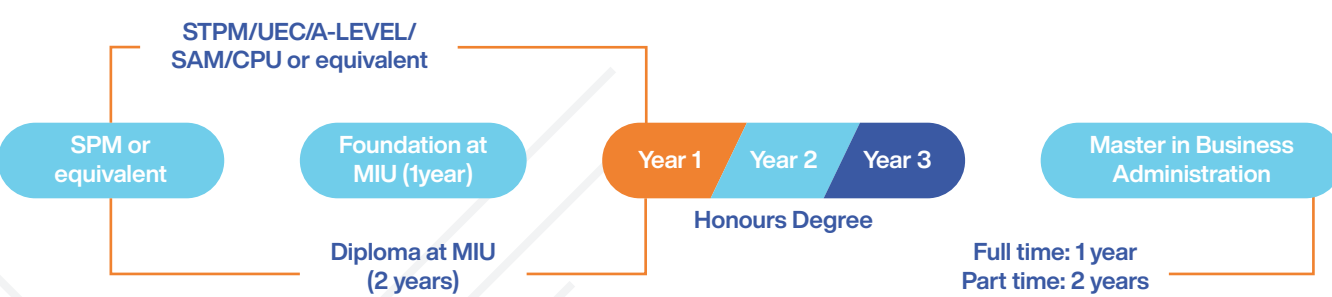 STPM/UEC/A-LEVEL/
SAM/CPU or equivalent
SPM or
equivalent
Foundation at
MIU (1year)
Year 1
Year 2
Year 3
Master in Business
Administration
Honours Degree
Diploma at MIU
(2 years)
Full time: 1 year
Part time: 2 years